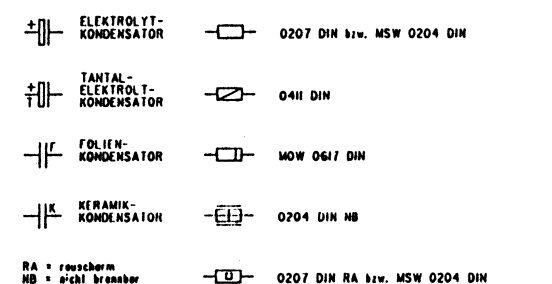 +
ELEKTROLYT-
KONDENSATOR
0207 DIN bzw. MSW 0204 DIN
+
T
TANTAL-
ELEKTROLT-
KONDENSATOR
0411 DIN
F
FOLIEN-
KONDENSATOR
MOW 0617 DIN
K
KERAMIK-
KONDENSATOR
0204 DIN NB
RA = rauscharm
NB = nicht brennbar
0207 DIN RA bzw. MSW 0204 DIN